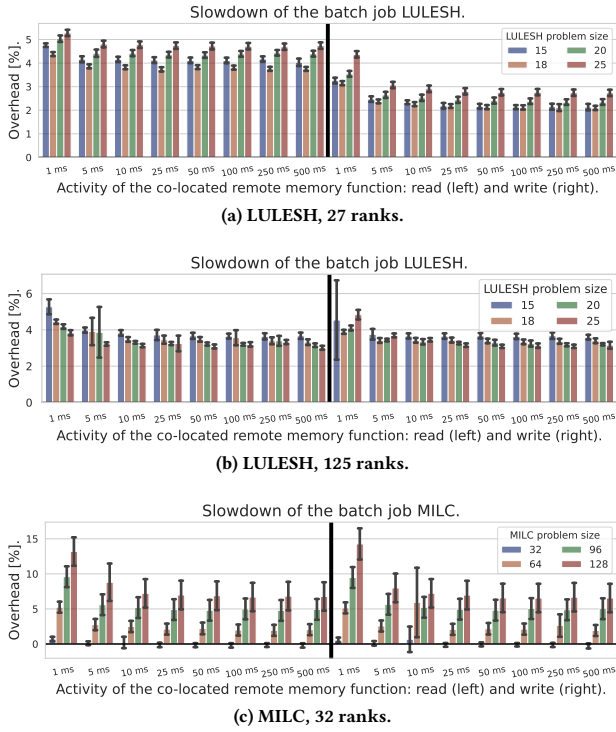 Slowdown of the batch job LULESH.
Overhead [%].
5
4
3
2
1
0
LULESH problem size
15 20
18 25
1 ms 5 ms 10 ms 25 ms 50 ms 100 ms 250 ms 500 ms 1 ms 5 ms 10 ms 25 ms 50 ms 100 ms 250 ms 500 ms
Activity of the co-located remote memory function: read (left) and write (right).
(a) LULESH, 27 ranks.
Slowdown of the batch job LULESH.
Overhead [%].
6
4
2
0
LULESH problem size
15 20
18 25
1 ms 5 ms 10 ms 25 ms 50 ms 100 ms 250 ms 500 ms 1 ms 5 ms 10 ms 25 ms 50 ms 100 ms 250 ms 500 ms
Activity of the co-located remote memory function: read (left) and write (right).
(b) LULESH, 125 ranks.
Slowdown of the batch job MILC.
Overhead [%].
15
10
5
0
MILC problem size
32 96
64 128
1 ms 5 ms 10 ms 25 ms 50 ms 100 ms 250 ms 500 ms 1 ms 5 ms 10 ms 25 ms 50 ms 100 ms 250 ms 500 ms
Activity of the co-located remote memory function: read (left) and write (right).
(c) MILC, 32 ranks.